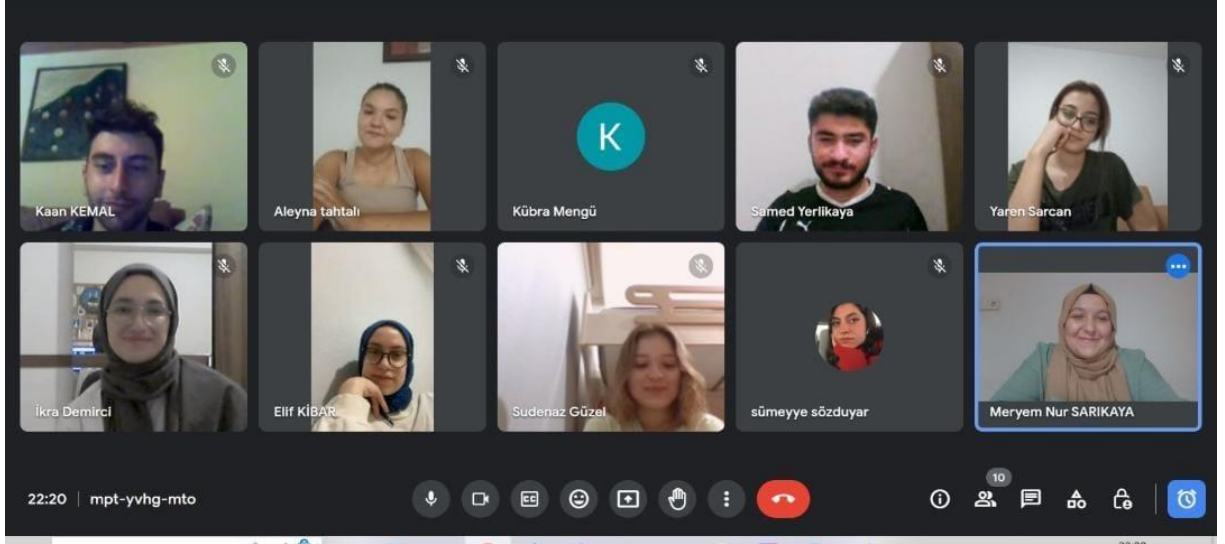 Kaan KEMAL
Aleyna tahtalı
K
Kübra Mengü
Samed Yerlikaya
Yaren Sarcan
İkra Demirci
Elif KİBAR
Sudenaz Güzel
sümeyye sözduyar
Meryem Nur SARIKAYA
22:20 | mpt-yvhg-mto
CC
10